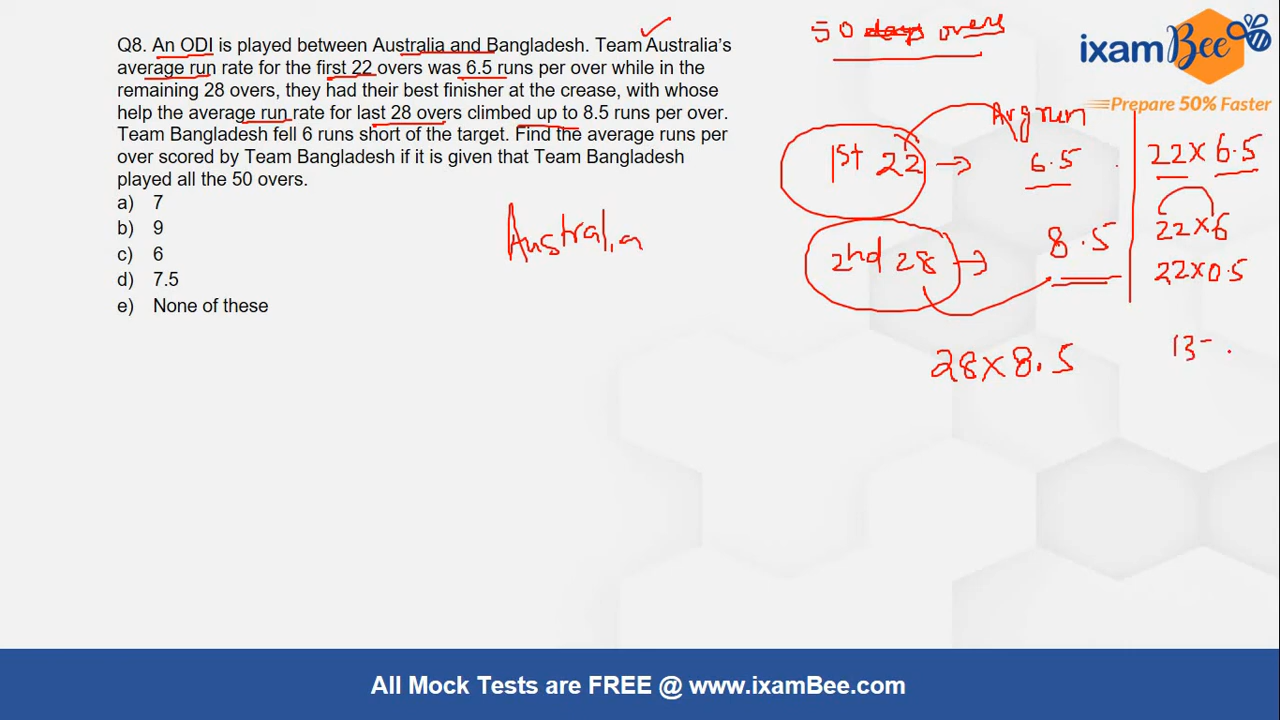 Q8. An ODI is played between Australia and Bangladesh. Team Australia's
average run rate for the first 22 overs was 6.5 runs per over while in the
remaining 28 overs, they had their best finisher at the crease, with whose
help the average run rate for last 28 overs climbed up to 8.5 runs per over.
Team Bangladesh fell 6 runs short of the target. Find the average runs per
over scored by Team Bangladesh if it is given that Team Bangladesh
played all the 50 overs.
a) 7
b) 9
c) 6
d) 7.5
e) None of these
Australia
50 days overs
ixamBee
Prepare 50% Faster
Avg run
1st 22 → 6.5
2nd 28 → 8.5
28×8.5
22×6.5
22×6
22×0.5
All Mock Tests are FREE @ www.ixamBee.com